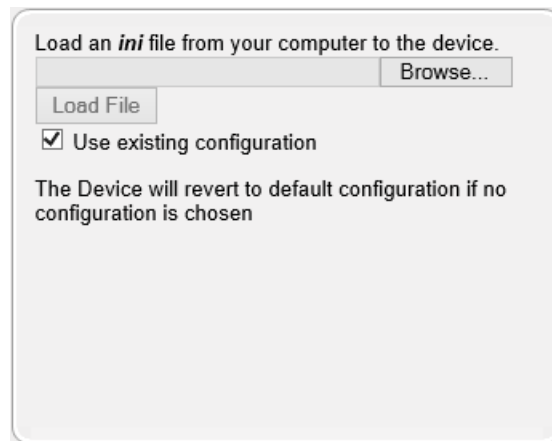 Load an ini file from your computer to the device.
Browse...
Load File
Use existing configuration
The Device will revert to default configuration if no
configuration is chosen